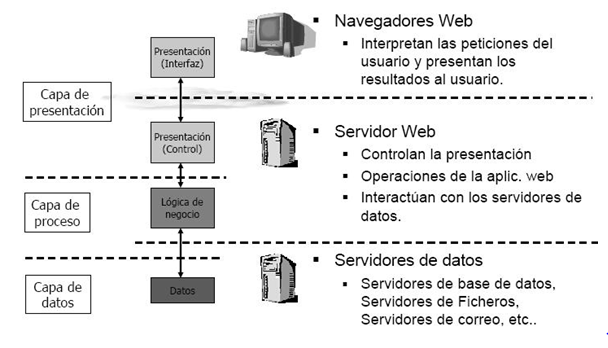 Capa de
presentación
Capa de
proceso
Capa de
datos
Presentación
(Interfaz)
Presentación
(Control)
Lógica de
negocio
Datos
Navegadores Web
Interpretan las peticiones del
usuario y presentan los
resultados al usuario.
Servidor Web
Controlan la presentación
Operaciones de la aplic. web
Interactúan con los servidores de
datos.
Servidores de datos
Servidores de base de datos,
Servidores de Ficheros,
Servidores de correo, etc..